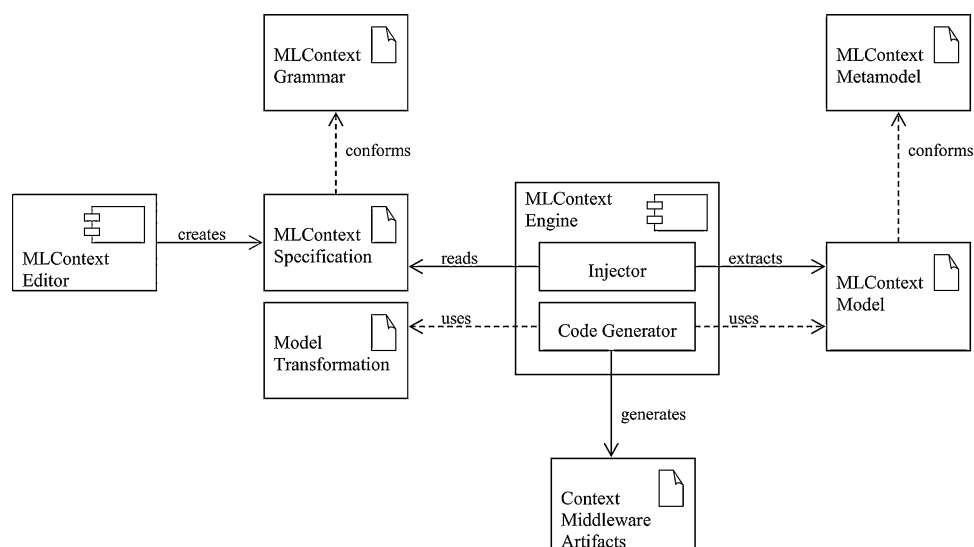 MLContext
Grammar
MLContext
Metamodel
conforms
conforms
MLContext
Editor
creates
MLContext
Specification
reads
MLContext
Engine
Injector
extracts
MLContext
Model
Model
Transformation
uses
Code Generator
uses
generates
Context
Middleware
Artifacts